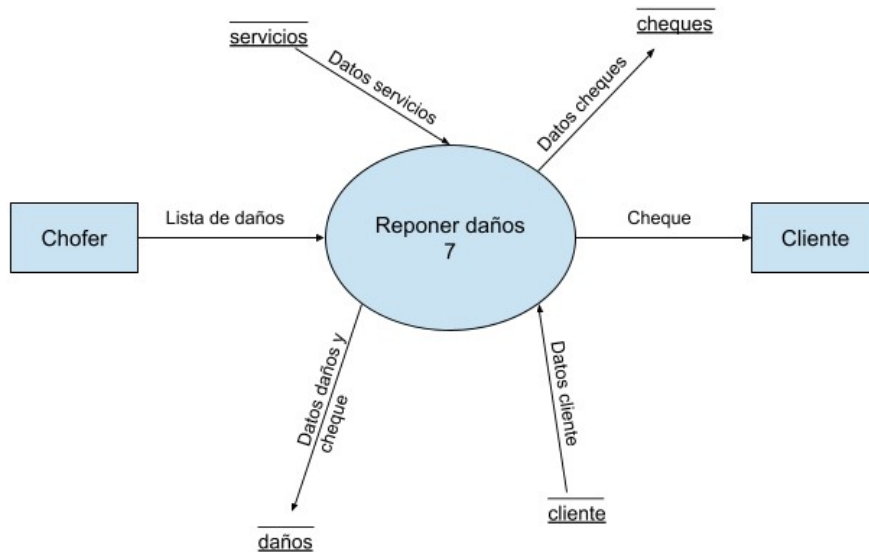 servicios
cheques
Datos servicios
Datos cheques
Chofer
Lista de daños
Reponer daños
7
Cheque
Cliente
Datos daños y
cheque
Datos cliente
daños
cliente